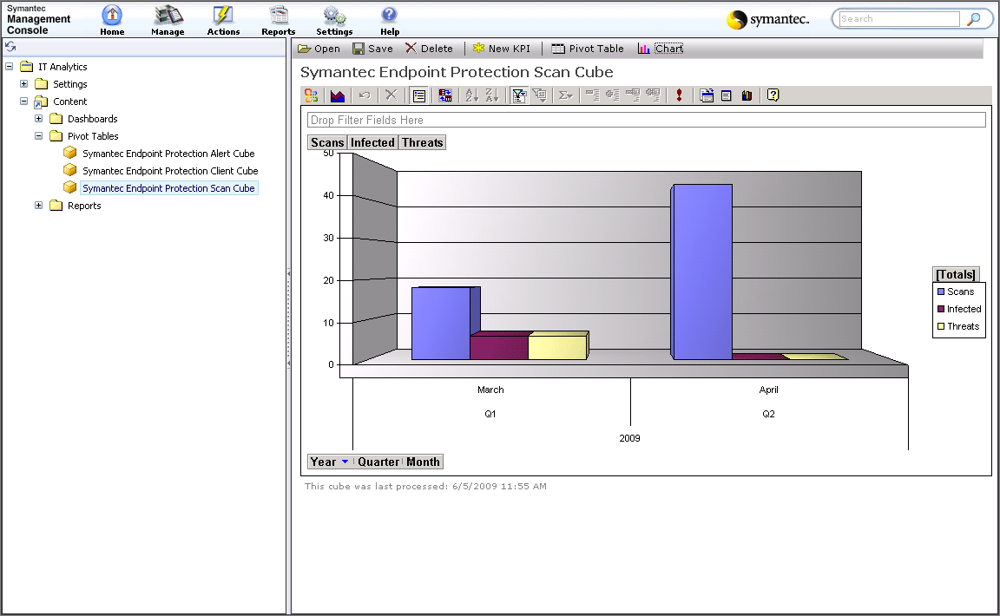 Symantec
Management
Console
Home
Manage
Actions
Reports
Settings
Help
symantec.
Search
IT Analytics
Settings
Content
Dashboards
Pivot Tables
Symantec Endpoint Protection Alert Cube
Symantec Endpoint Protection Client Cube
Symantec Endpoint Protection Scan Cube
Reports
Open Save Delete New KPI Pivot Table Chart
Symantec Endpoint Protection Scan Cube
Drop Filter Fields Here
Scans Infected Threats
50
40
30
20
10
0
March April
Q1 Q2
2009
[Totals]
Scans
Infected
Threats
Year Quarter Month
This cube was last processed: 6/5/2009 11:55 AM